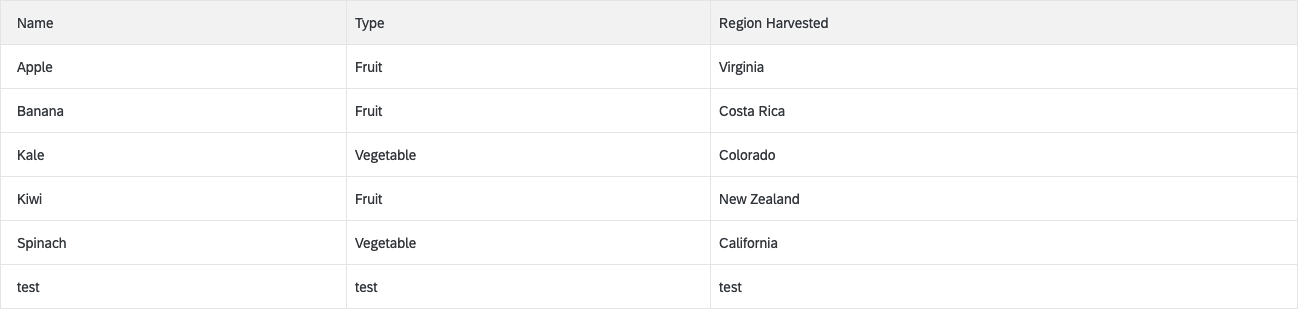 Name Type Region Harvested
Apple Fruit Virginia
Banana Fruit Costa Rica
Kale Vegetable Colorado
Kiwi Fruit New Zealand
Spinach Vegetable California
test test test